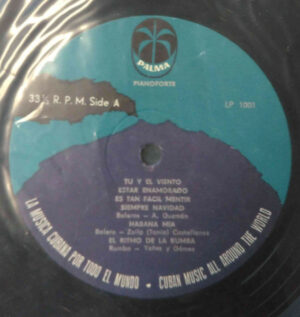 PALMA
PIANOFORTE
33⅓ R.P.M. Side A
LP 1001
TU Y EL VIENTO
ESTAR ENAMORADO
ES TAN FACIL MENTIR
SIEMPRE NAVIDAD
Boleros - A. Guzmán
HABANA MIA
Bolero - Zoila (Tania) Castellanos
EL RITMO DE LA RUMBA
Rumba - Yañez y Gómez
LA MUSICA CUBANA POR TODO EL MUNDO - CUBAN MUSIC ALL AROUND THE WORLD